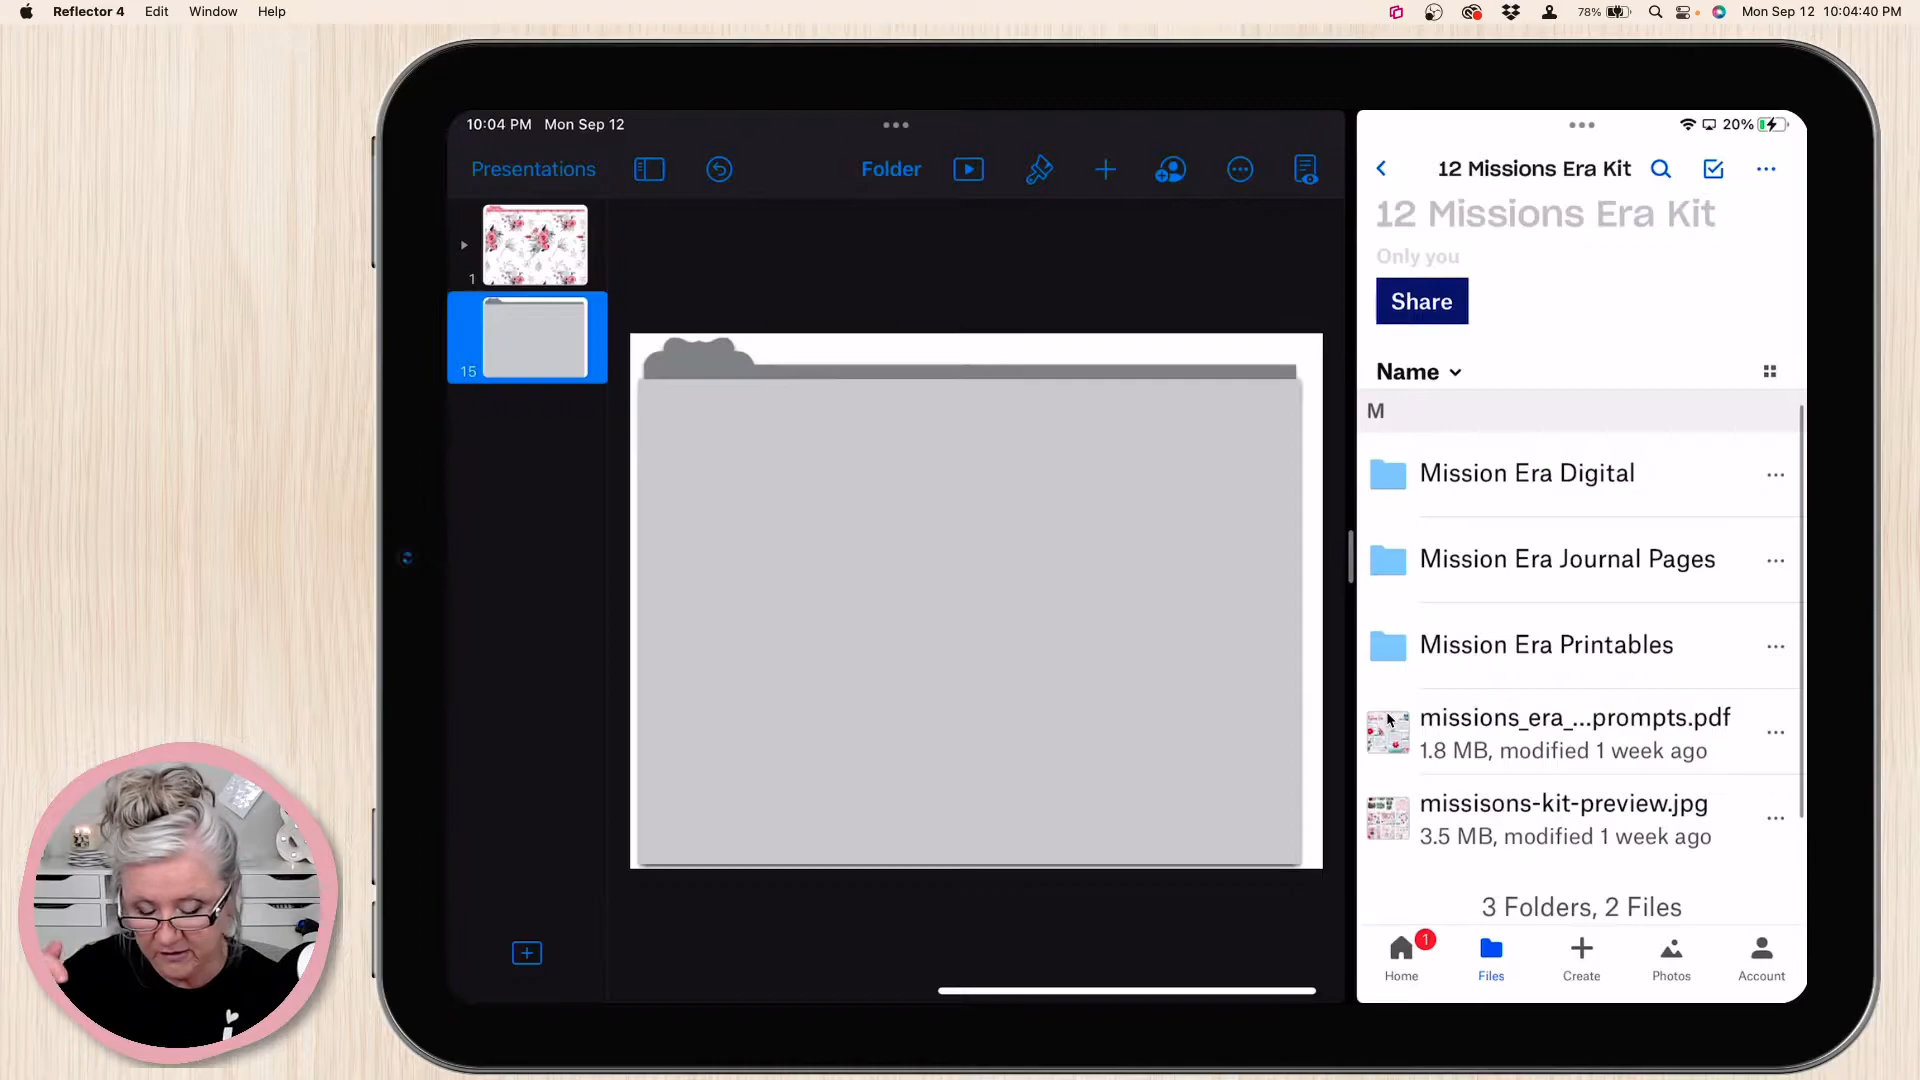 Reflector 4 Edit Window Help 78% Mon Sep 12 10:04:40 PM
10:04 PM Mon Sep 12
20%
Presentations Folder
12 Missions Era Kit
12 Missions Era Kit
Only you
Share
Name
M
1
15
Mission Era Digital
Mission Era Journal Pages
Mission Era Printables
missions_era_...prompts.pdf
1.8 MB, modified 1 week ago
missisons-kit-preview.jpg
3.5 MB, modified 1 week ago
3 Folders, 2 Files
1
Home Files Create Photos Account